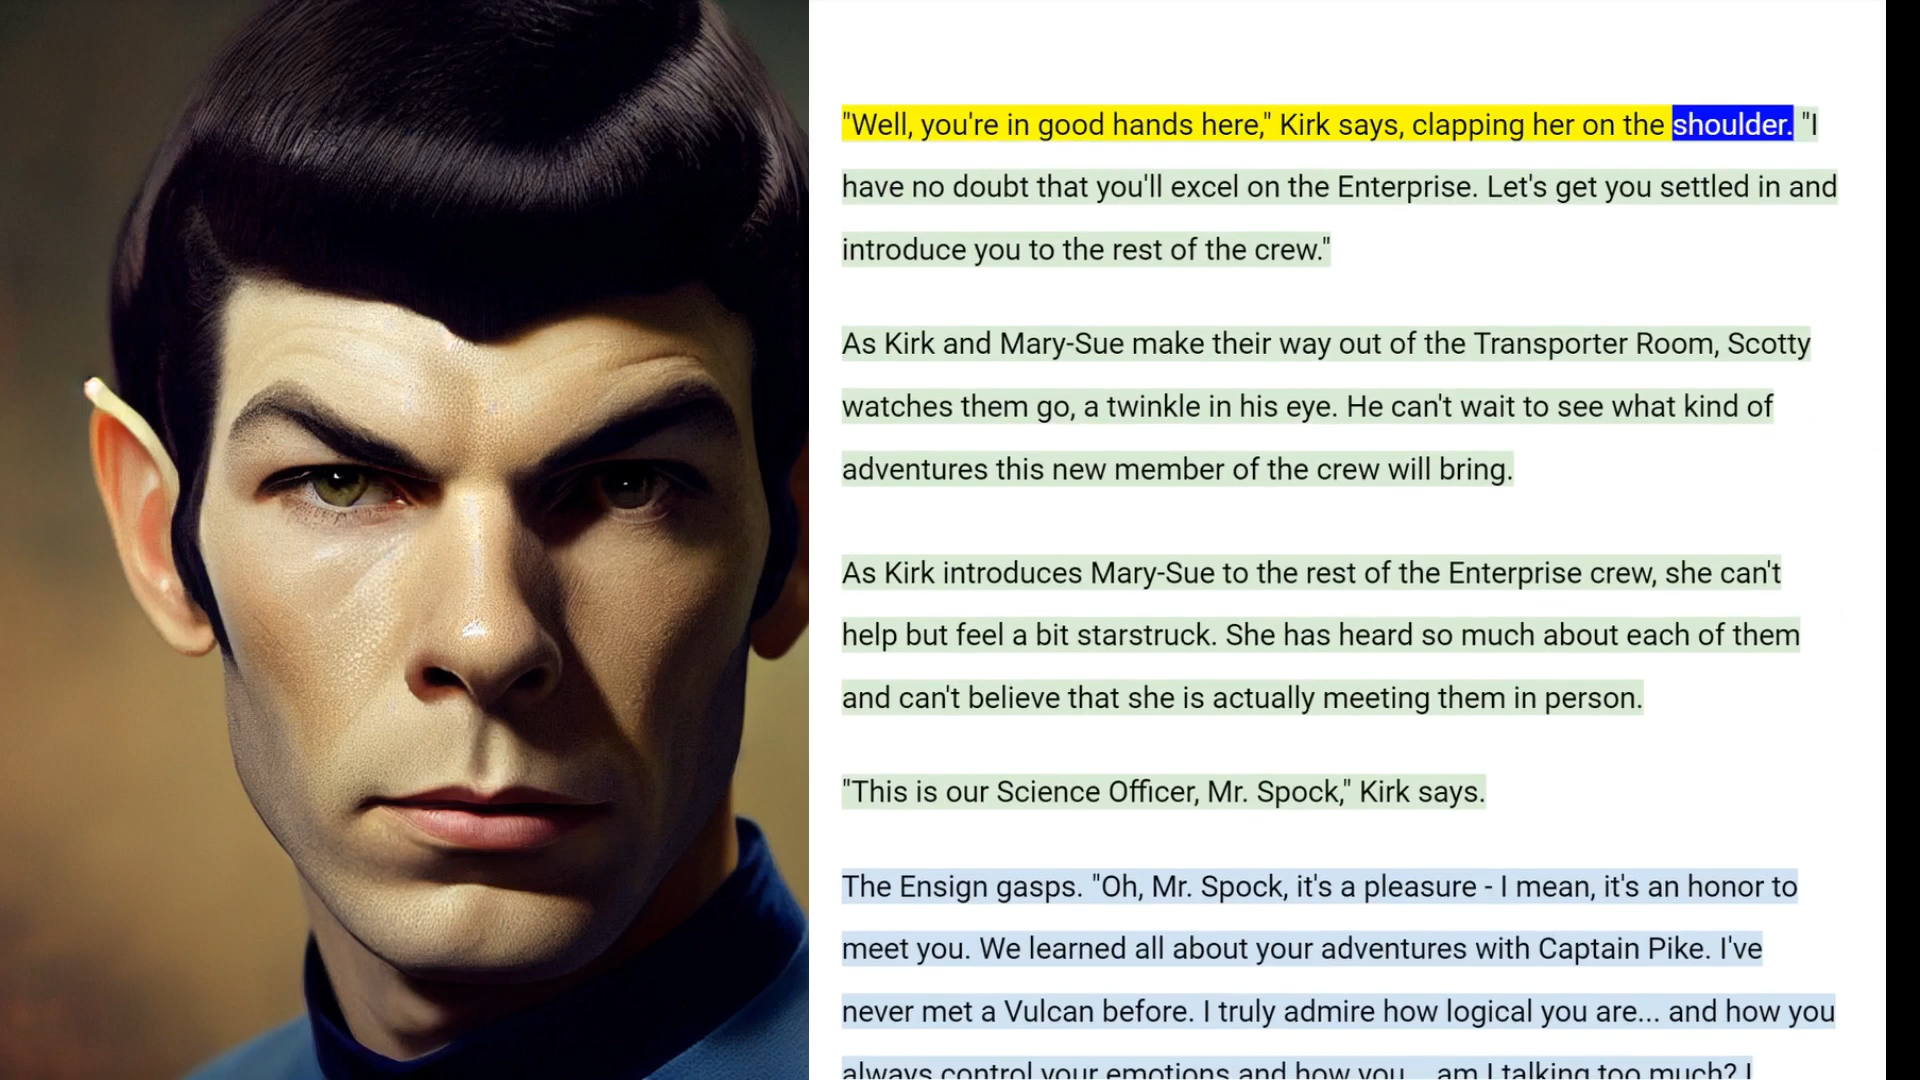 "Well, you're in good hands here," Kirk says, clapping her on the shoulder. "I
have no doubt that you'll excel on the Enterprise. Let's get you settled in and
introduce you to the rest of the crew."
As Kirk and Mary-Sue make their way out of the Transporter Room, Scotty
watches them go, a twinkle in his eye. He can't wait to see what kind of
adventures this new member of the crew will bring.
As Kirk introduces Mary-Sue to the rest of the Enterprise crew, she can't
help but feel a bit starstruck. She has heard so much about each of them
and can't believe that she is actually meeting them in person.
"This is our Science Officer, Mr. Spock," Kirk says.
The Ensign gasps. "Oh, Mr. Spock, it's a pleasure - I mean, it's an honor to
meet you. We learned all about your adventures with Captain Pike. I've
never met a Vulcan before. I truly admire how logical you are... and how you
always control your emotions and how you... am I talking too much? I